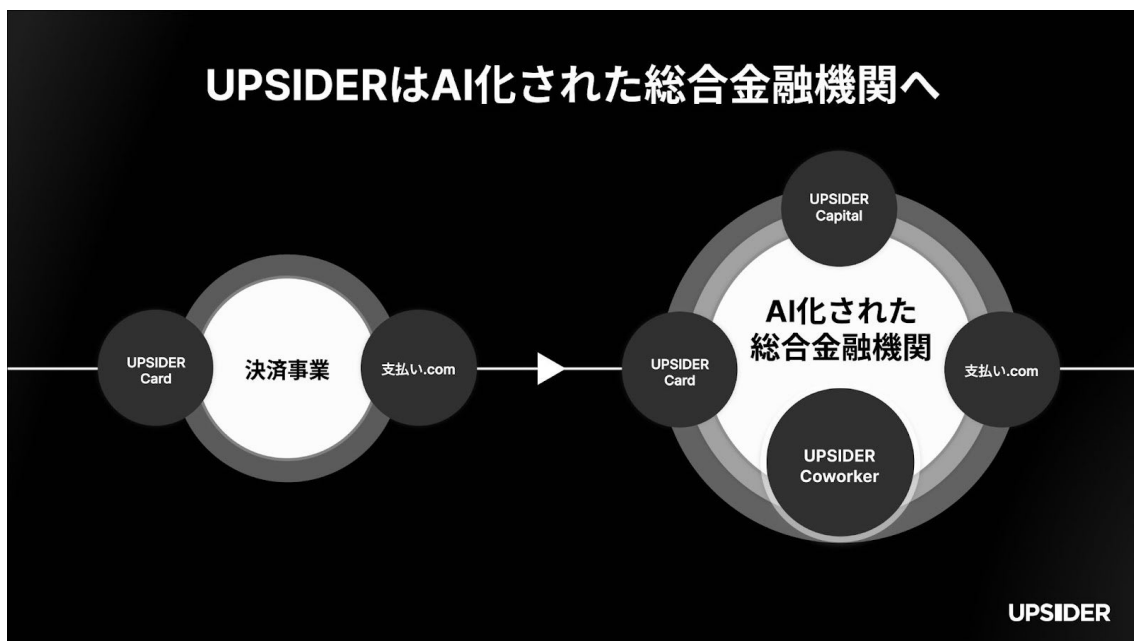 UPSIDERはAI化された総合金融機関へ
UPSIDER
Card
決済事業
支払い.com
UPSIDER
Capital
AI化された
総合金融機関
UPSIDER
Card
支払い.com
UPSIDER
Coworker
UPSIDER